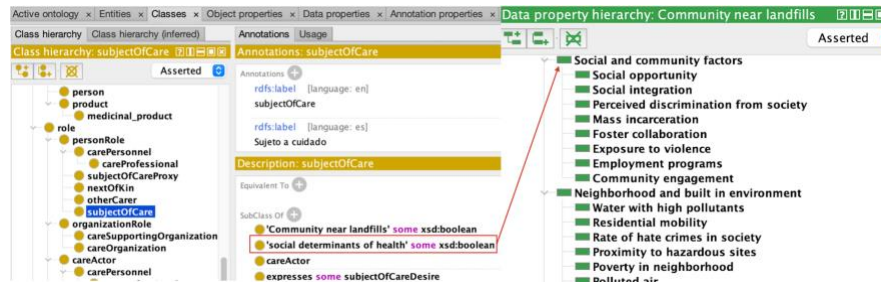 Active ontology × Entities × Classes × Object properties × Data properties × Annotation properties ×
Class hierarchy Class hierarchy (inferred)
Class hierarchy: subjectOfCare
Asserted
person
product
medicinal_product
role
personRole
carePersonnel
careProfessional
subjectOfCareProxy
nextOfKin
otherCarer
subjectOfCare
organizationRole
careSupportingOrganization
careOrganization
careActor
carePersonnel
Annotations Usage
Annotations: subjectOfCare
Annotations
rdfs:label [language: en]
subjectOfCare
rdfs:label [language: es]
Sujeto a cuidado
Description: subjectOfCare
Equivalent To
SubClass Of
'Community near landfills' some xsd:boolean
'social determinants of health' some xsd:boolean
careActor
expresses some subjectOfCareDesire
Data property hierarchy: Community near landfills
Asserted
Social and community factors
Social opportunity
Social integration
Perceived discrimination from society
Mass incarceration
Foster collaboration
Exposure to violence
Employment programs
Community engagement
Neighborhood and built in environment
Water with high pollutants
Residential mobility
Rate of hate crimes in society
Proximity to hazardous sites
Poverty in neighborhood
Polluted air